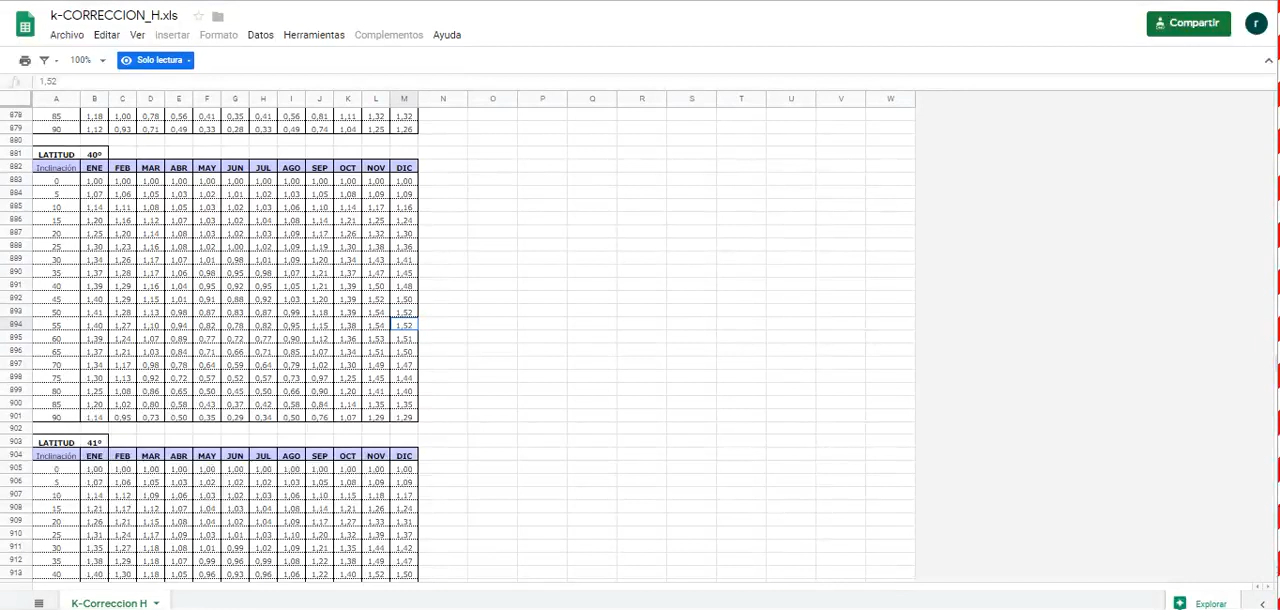 k-CORRECCION_H.xls
Compartir
r
Archivo Editar Ver Insertar Formato Datos Herramientas Complementos Ayuda
100% Solo lectura
fx 1,52
A B C D E F G H I J K L M N O P Q R S T U V W
878 85 1,18 1,00 0,78 0,56 0,41 0,35 0,41 0,56 0,81 1,11 1,32 1,32
879 90 1,12 0,93 0,71 0,49 0,33 0,28 0,33 0,49 0,74 1,04 1,25 1,26
880
881 LATITUD 40º
882 Inclinación ENE FEB MAR ABR MAY JUN JUL AGO SEP OCT NOV DIC
883 0 1,00 1,00 1,00 1,00 1,00 1,00 1,00 1,00 1,00 1,00 1,00 1,00
884 5 1,07 1,06 1,05 1,03 1,02 1,01 1,02 1,03 1,05 1,08 1,09 1,09
885 10 1,14 1,11 1,08 1,05 1,03 1,02 1,03 1,06 1,10 1,14 1,17 1,16
886 15 1,20 1,16 1,12 1,07 1,03 1,02 1,04 1,08 1,14 1,21 1,25 1,24
887 20 1,25 1,20 1,14 1,08 1,03 1,02 1,03 1,09 1,17 1,26 1,32 1,30
888 25 1,30 1,23 1,16 1,08 1,02 1,00 1,02 1,09 1,19 1,30 1,38 1,36
889 30 1,34 1,26 1,17 1,07 1,01 0,98 1,01 1,09 1,20 1,34 1,43 1,41
890 35 1,37 1,28 1,17 1,06 0,98 0,95 0,98 1,07 1,21 1,37 1,47 1,45
891 40 1,39 1,29 1,16 1,04 0,95 0,92 0,95 1,05 1,21 1,39 1,50 1,48
892 45 1,40 1,29 1,15 1,01 0,91 0,88 0,92 1,03 1,20 1,39 1,52 1,50
893 50 1,41 1,28 1,13 0,98 0,87 0,83 0,87 0,99 1,18 1,39 1,54 1,52
894 55 1,40 1,27 1,10 0,94 0,82 0,78 0,82 0,95 1,15 1,38 1,54 1,52
895 60 1,39 1,24 1,07 0,89 0,77 0,72 0,77 0,90 1,12 1,36 1,53 1,51
896 65 1,37 1,21 1,03 0,84 0,71 0,66 0,71 0,85 1,07 1,34 1,51 1,50
897 70 1,34 1,17 0,98 0,78 0,64 0,59 0,64 0,79 1,02 1,30 1,49 1,47
898 75 1,30 1,13 0,92 0,72 0,57 0,52 0,57 0,73 0,97 1,25 1,45 1,44
899 80 1,25 1,08 0,86 0,65 0,50 0,45 0,50 0,66 0,90 1,20 1,41 1,40
900 85 1,20 1,02 0,80 0,58 0,43 0,37 0,42 0,58 0,84 1,14 1,35 1,35
901 90 1,14 0,95 0,73 0,50 0,35 0,29 0,34 0,50 0,76 1,07 1,29 1,29
902
903 LATITUD 41º
904 Inclinación ENE FEB MAR ABR MAY JUN JUL AGO SEP OCT NOV DIC
905 0 1,00 1,00 1,00 1,00 1,00 1,00 1,00 1,00 1,00 1,00 1,00 1,00
906 5 1,07 1,06 1,05 1,03 1,02 1,01 1,02 1,03 1,05 1,08 1,09 1,09
907 10 1,14 1,12 1,09 1,06 1,03 1,02 1,03 1,06 1,10 1,15 1,18 1,17
908 15 1,21 1,17 1,12 1,07 1,04 1,03 1,04 1,08 1,14 1,21 1,26 1,24
909 20 1,26 1,21 1,15 1,08 1,04 1,02 1,04 1,09 1,17 1,27 1,33 1,31
910 25 1,31 1,24 1,17 1,09 1,03 1,01 1,03 1,10 1,20 1,32 1,39 1,37
911 30 1,35 1,27 1,18 1,08 1,01 0,99 1,02 1,09 1,21 1,35 1,44 1,42
912 35 1,38 1,29 1,18 1,07 0,99 0,96 0,99 1,08 1,22 1,38 1,49 1,47
913 40 1,40 1,30 1,18 1,05 0,96 0,93 0,96 1,06 1,22 1,40 1,52 1,50
K-Correccion H
Explorar